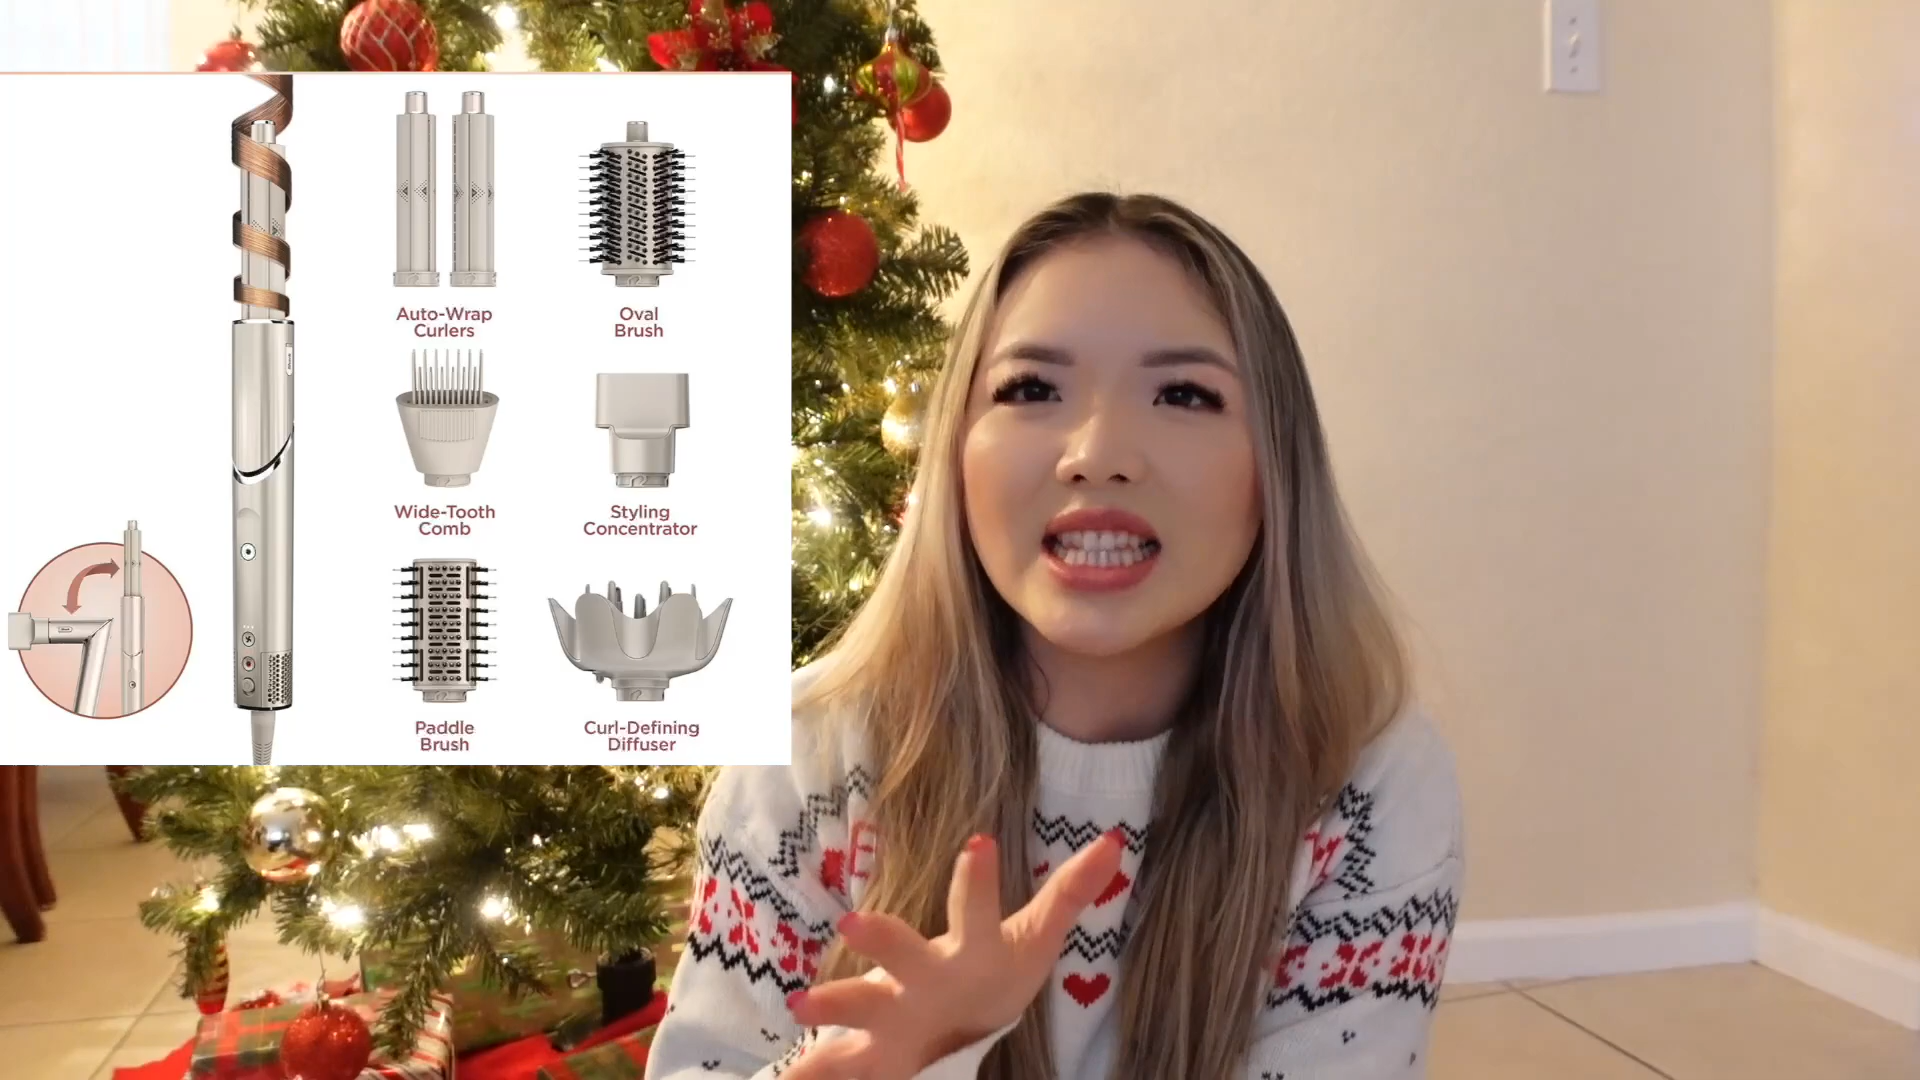 Auto-Wrap
Curlers
Oval
Brush
Wide-Tooth
Comb
Styling
Concentrator
Paddle
Brush
Curl-Defining
Diffuser